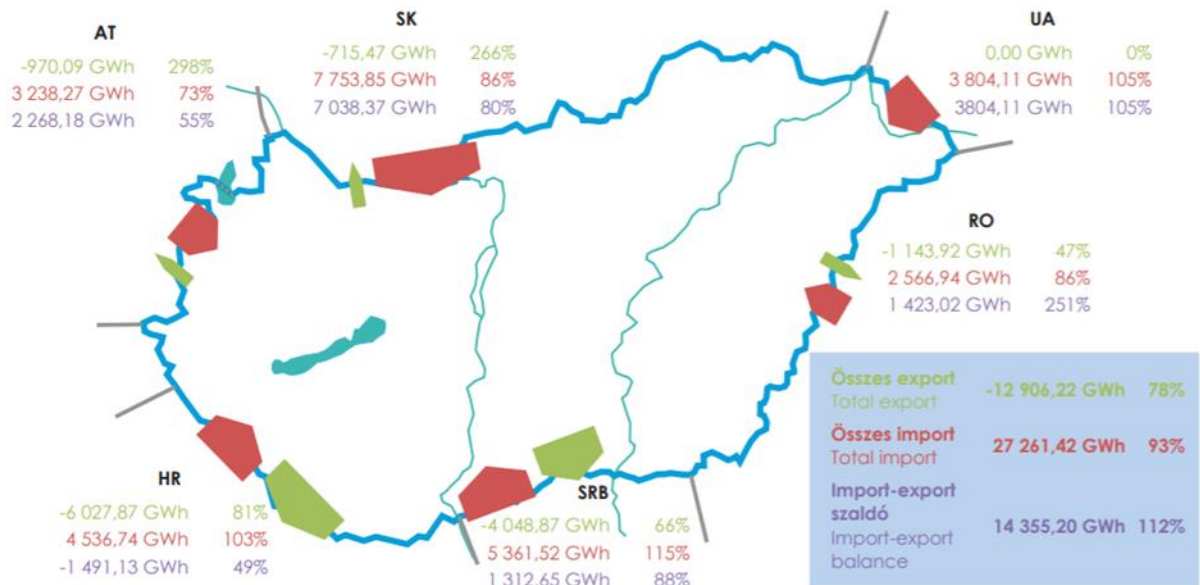 AT
-970,09 GWh 298%
3 238,27 GWh 73%
2 268,18 GWh 55%
SK
-715,47 GWh 266%
7 753,85 GWh 86%
7 038,37 GWh 80%
UA
0,00 GWh 0%
3 804,11 GWh 105%
3804,11 GWh 105%
RO
-1 143,92 GWh 47%
2 566,94 GWh 86%
1 423,02 GWh 251%
HR
-6 027,87 GWh 81%
4 536,74 GWh 103%
-1 491,13 GWh 49%
SRB
-4 048,87 GWh 66%
5 361,52 GWh 115%
1 312,65 GWh 88%
Összes export
Total export
-12 906,22 GWh 78%
Összes import
Total import
27 261,42 GWh 93%
Import-export
szaldó
Import-export
balance
14 355,20 GWh 112%